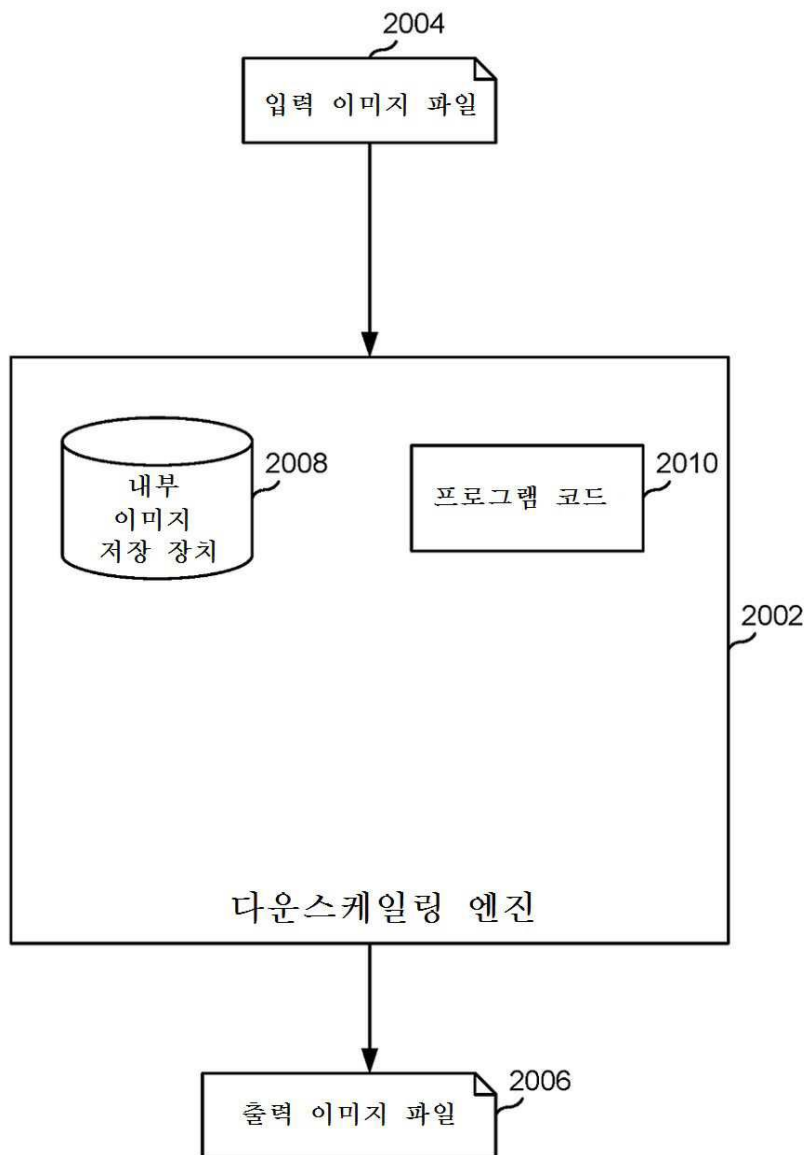 2004
입력 이미지 파일
2008
내부
이미지
저장 장치
2010
프로그램 코드
2002
다운스케일링 엔진
2006
출력 이미지 파일